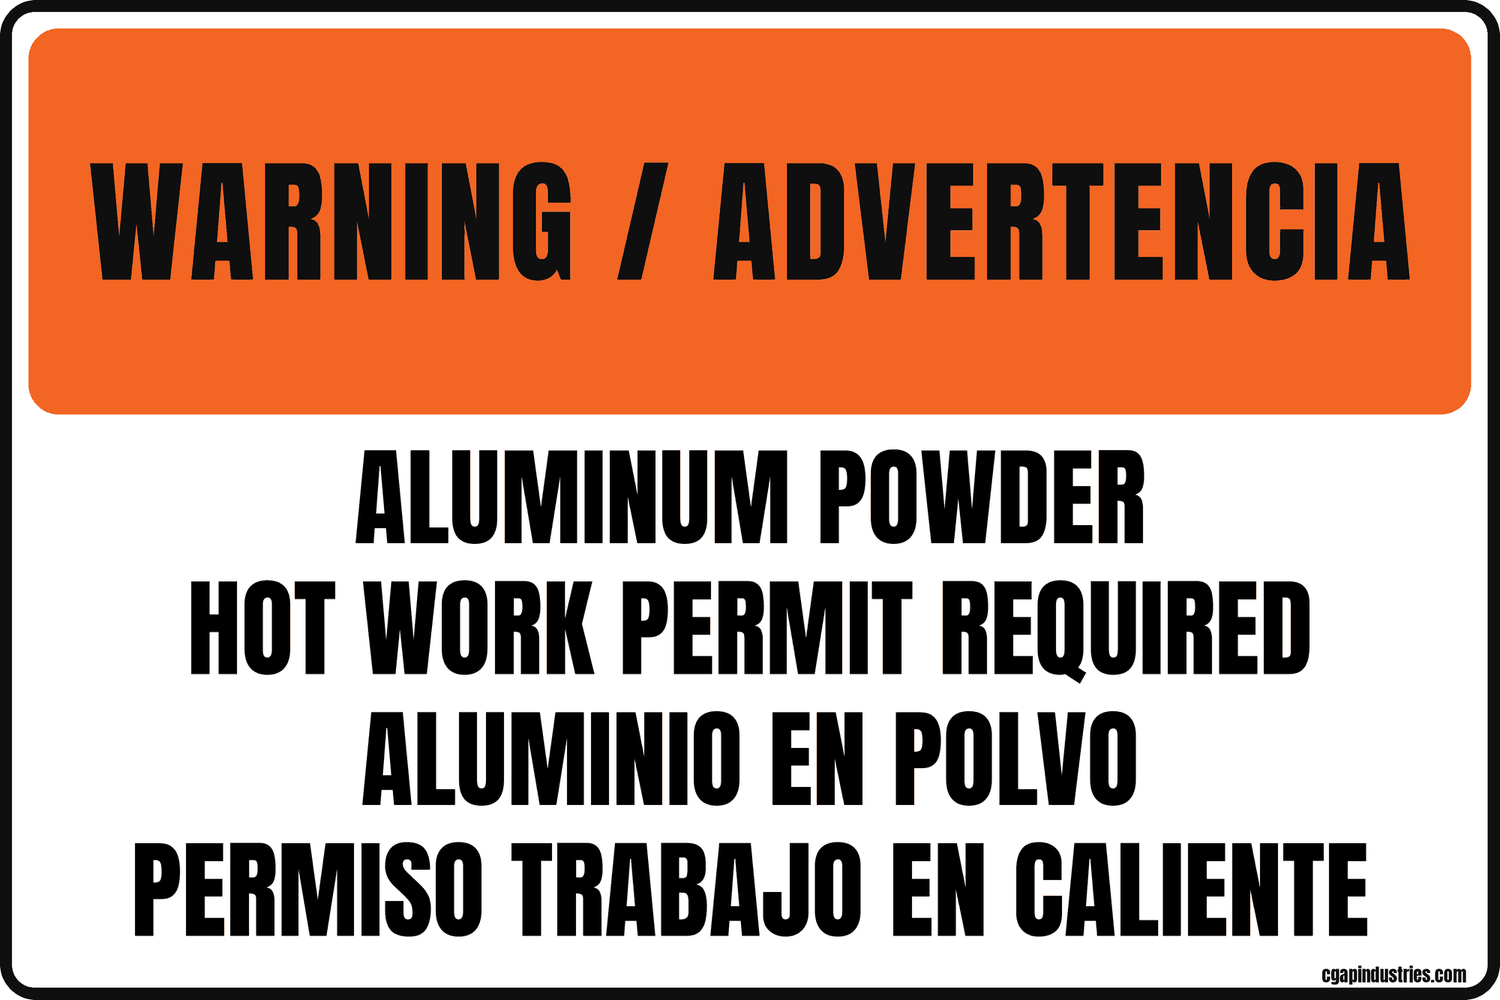 WARNING / ADVERTENCIA
ALUMINUM POWDER
HOT WORK PERMIT REQUIRED
ALUMINIO EN POLVO
PERMISO TRABAJO EN CALIENTE
cgapindustries.com